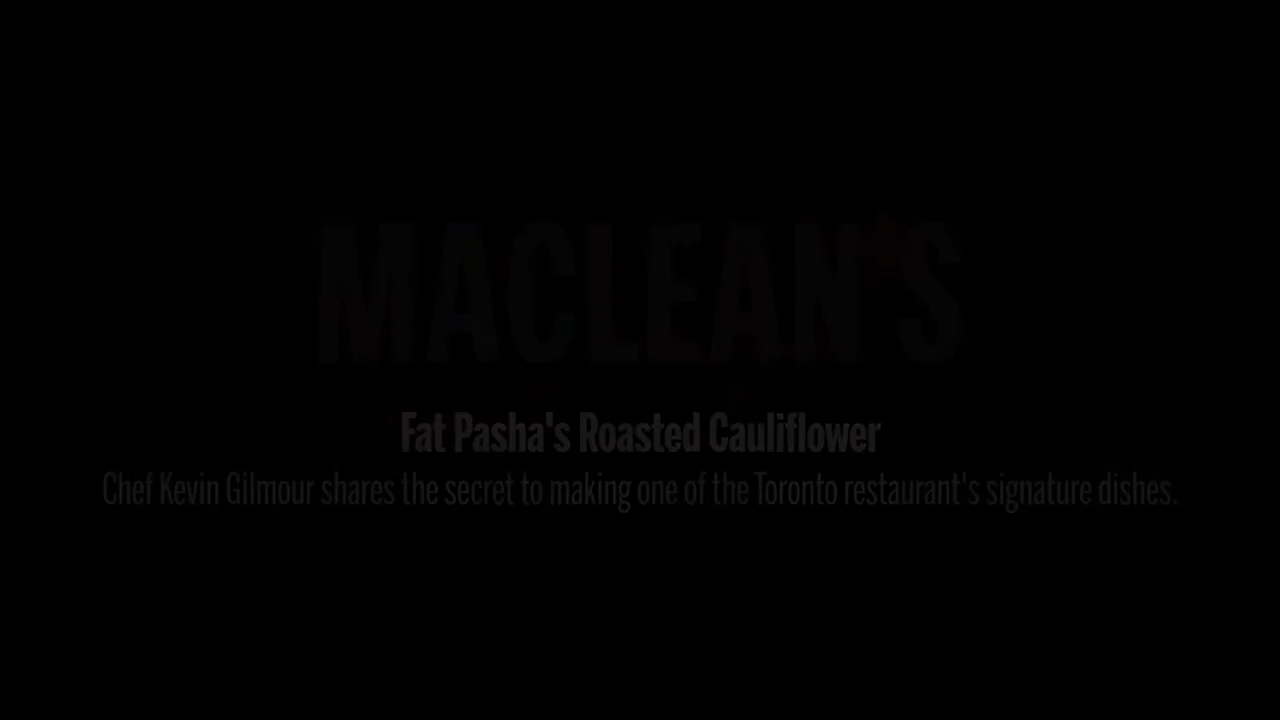 MACLEAN'S
Fat Pasha's Roasted Cauliflower
Chef Kevin Gilmour shares the secret to making one of the Toronto restaurant's signature dishes.